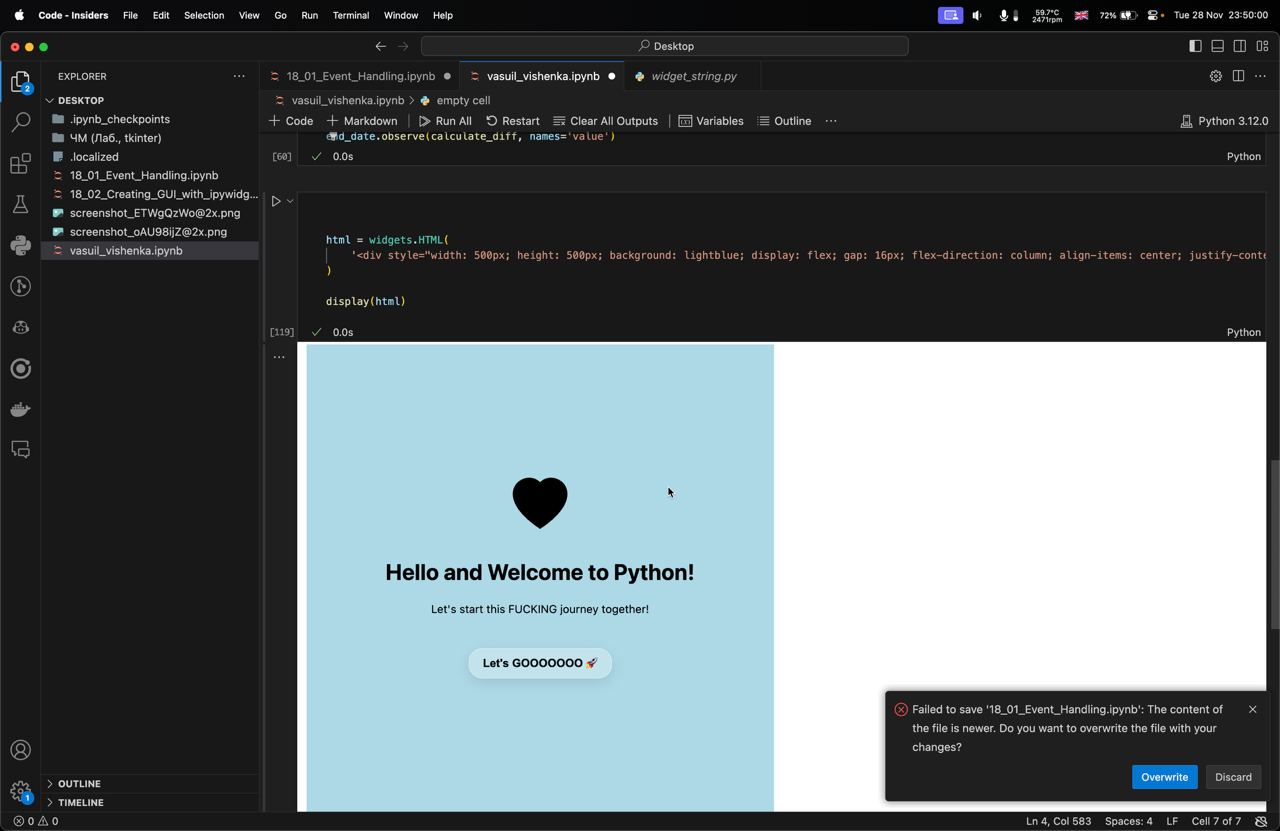 Code - Insiders File Edit Selection View Go Run Terminal Window Help 59.7°C 2471rpm 72% Tue 28 Nov 23:50:00
Desktop
EXPLORER
DESKTOP
.ipynb_checkpoints
ЧМ (Лаб., tkinter)
.localized
18_01_Event_Handling.ipynb
18_02_Creating_GUI_with_ipywidg...
screenshot_ETWgQzWo@2x.png
screenshot_oAU98ijZ@2x.png
vasuil_vishenka.ipynb
OUTLINE
TIMELINE
2
1
18_01_Event_Handling.ipynb vasuil_vishenka.ipynb widget_string.py
vasuil_vishenka.ipynb > empty cell
Code Markdown Run All Restart Clear All Outputs Variables Outline ... Python 3.12.0
_date.observe(calculate_diff, names='value')
[60] 0.0s Python
html = widgets.HTML(
'<div style="width: 500px; height: 500px; background: lightblue; display: flex; gap: 16px; flex-direction: column; align-items: center; justify-conte
)
display(html)
[119] 0.0s Python
Hello and Welcome to Python!
Let's start this FUCKING journey together!
Let's GOOOOOOO 🚀
Failed to save '18_01_Event_Handling.ipynb': The content of
the file is newer. Do you want to overwrite the file with your
changes?
Overwrite Discard
0 0 Ln 4, Col 583 Spaces: 4 LF Cell 7 of 7